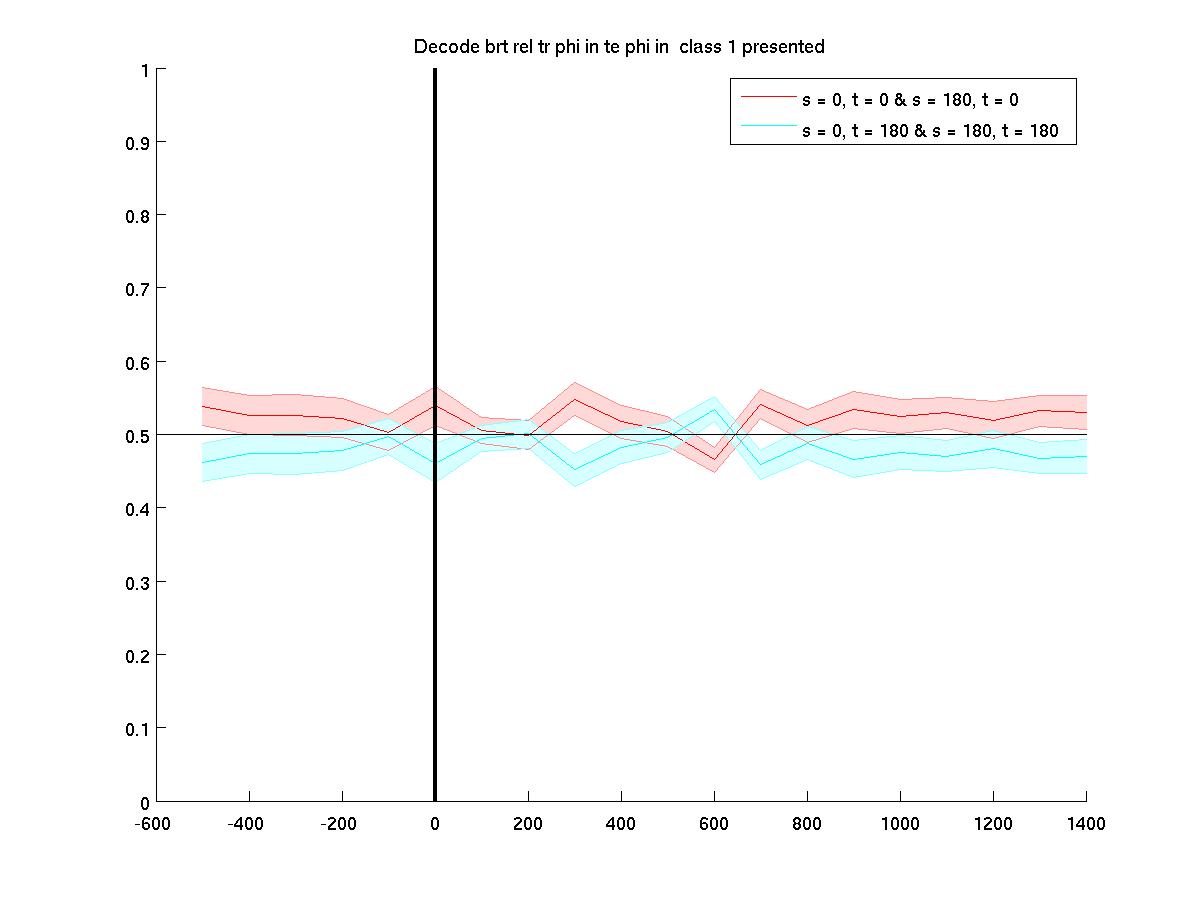 Decode brt rel tr phi in te phi in  class 1 presented
s = 0, t = 0 & s = 180, t = 0
s = 0, t = 180 & s = 180, t = 180
1
0.9
0.8
0.7
0.6
0.5
0.4
0.3
0.2
0.1
0
-600 -400 -200 0 200 400 600 800 1000 1200 1400